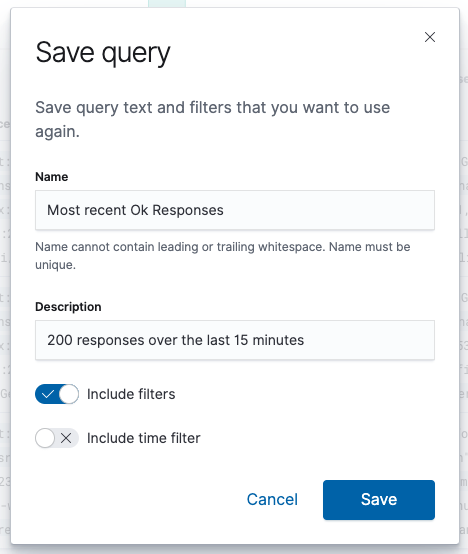 Save query
Save query text and filters that you want to use
again.
Name
Most recent Ok Responses
Name cannot contain leading or trailing whitespace. Name must be
unique.
Description
200 responses over the last 15 minutes
Include filters
Include time filter
Cancel
Save